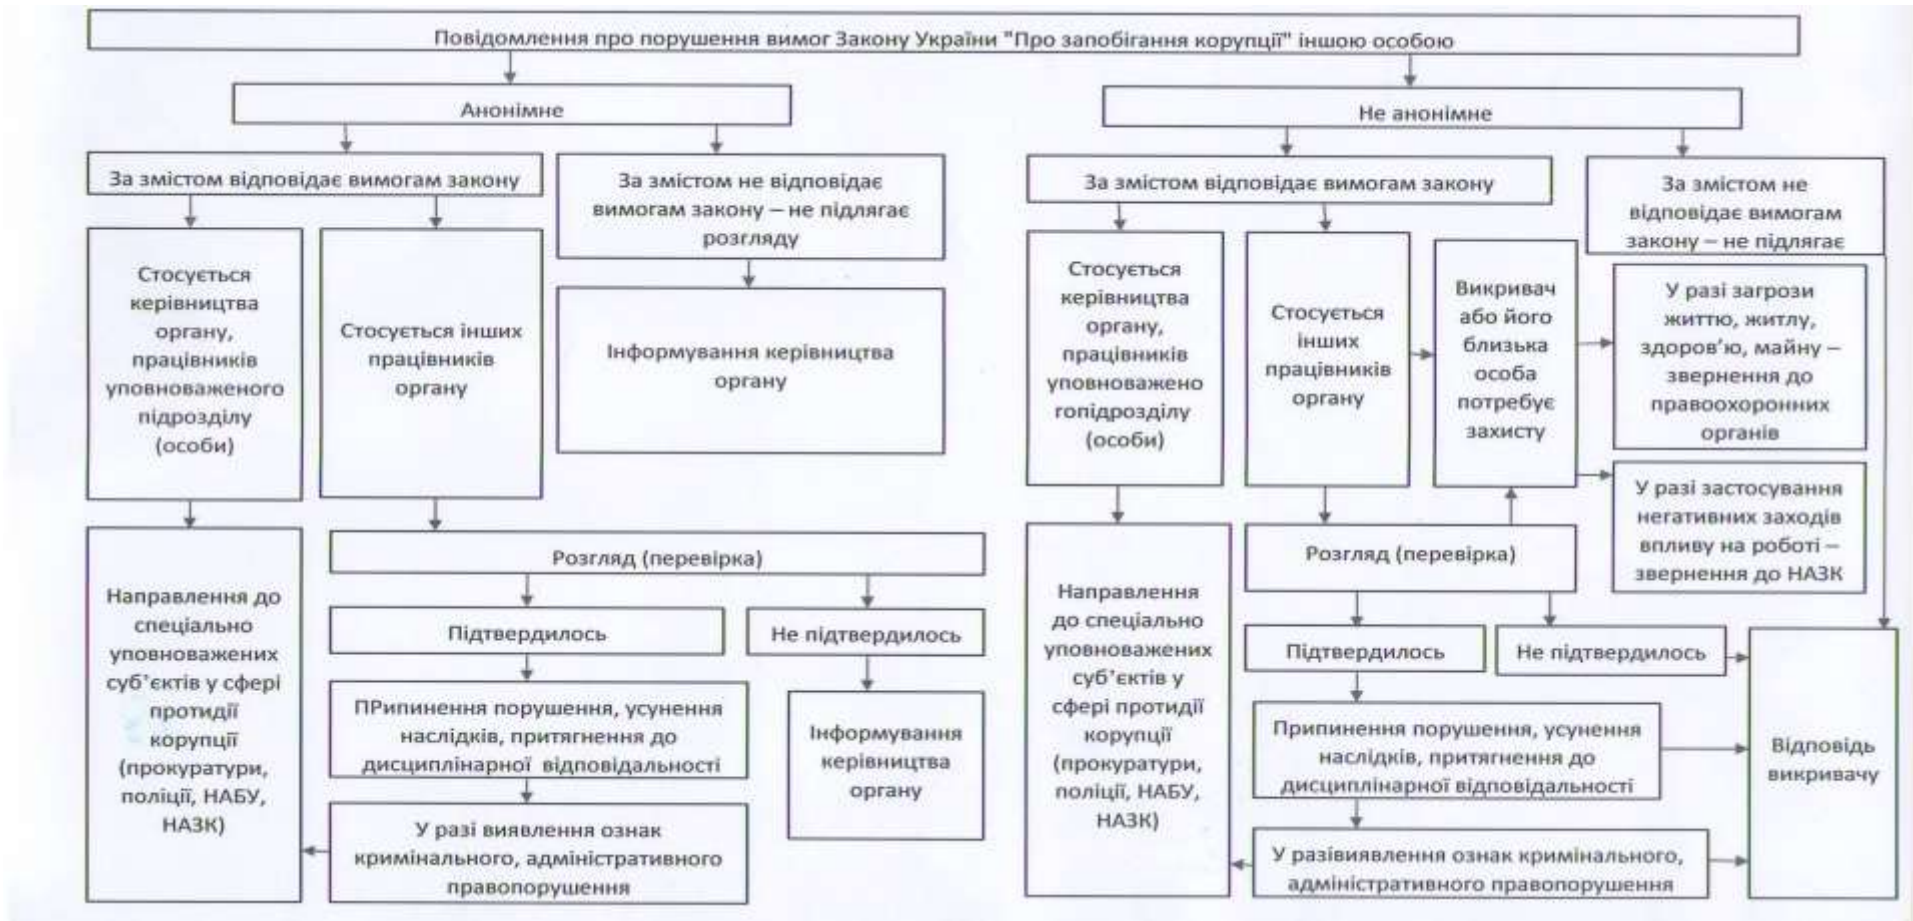 Повідомлення про порушення вимог Закону України "Про запобігання корупції" іншою особою
Анонімне
За змістом відповідає вимогам закону
За змістом не відповідає
вимогам закону – не підлягає
розгляду
Стосується
керівництва
органу,
працівників
уповноваженого
підрозділу
(особи)
Стосується інших
працівників
органу
Інформування керівництва
органу
Направлення до
спеціально
уповноважених
суб'єктів у сфері
протидії
корупції
(прокуратури,
поліції, НАБУ,
НАЗК)
Розгляд (перевірка)
Підтвердилось
Не підтвердилось
ПРипинення порушення, усунення
наслідків, притягнення до
дисциплінарної відповідальності
Інформування
керівництва
органу
У разі виявлення ознак
кримінального, адміністративного
правопорушення
Не анонімне
За змістом відповідає вимогам закону
За змістом не
відповідає вимогам
закону – не підлягає
Стосується
керівництва
органу,
працівників
уповноважено
гопідрозділу
(особи)
Стосується
інших
працівників
органу
Викривач
або його
близька
особа
потребує
захисту
У разі загрози
життю, житлу,
здоров'ю, майну –
звернення до
правоохоронних
органів
У разі застосування
негативних заходів
впливу на роботі –
звернення до НАЗК
Направлення
до спеціально
уповноважених
суб'єктів у
сфері протидії
корупції
(прокуратури,
поліції, НАБУ,
НАЗК)
Розгляд (перевірка)
Підтвердилось
Не підтвердилось
Припинення порушення, усунення
наслідків, притягнення до
дисциплінарної відповідальності
У разівиявлення ознак кримінального,
адміністративного правопорушення
Відповідь
викривачу